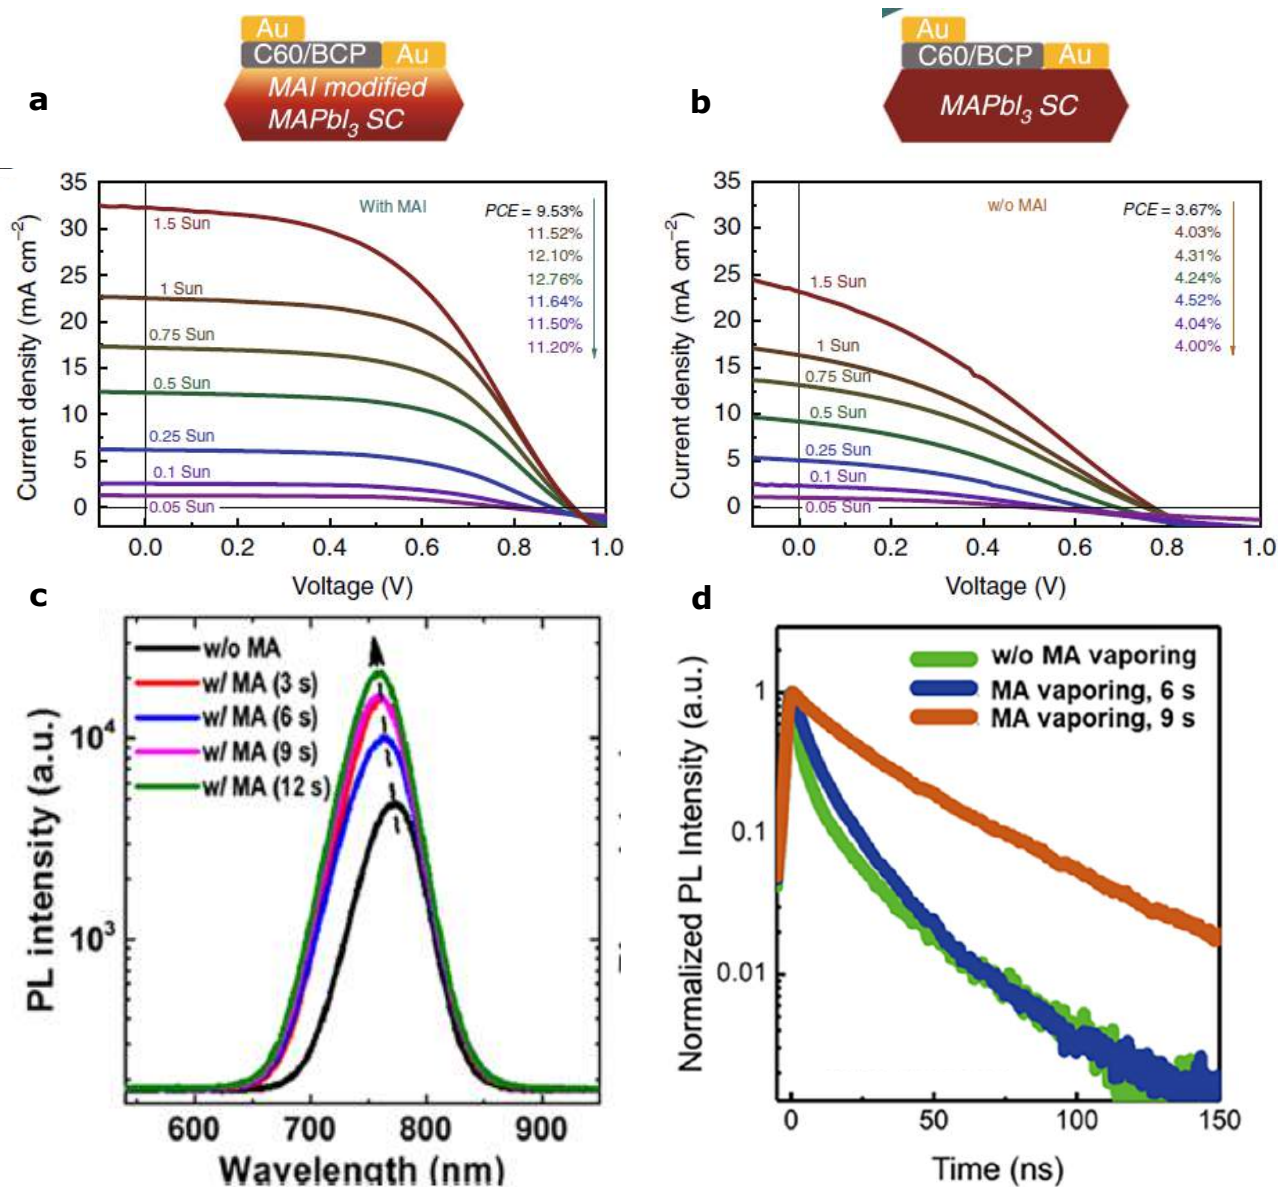 a
Au
C60/BCP Au
MAI modified
MAPbI3 SC
35
30
25
20
15
10
5
0
Current density (mA cm−2)
With MAI
PCE = 9.53%
11.52%
12.10%
12.76%
11.64%
11.50%
11.20%
1.5 Sun
1 Sun
0.75 Sun
0.5 Sun
0.25 Sun
0.1 Sun
0.05 Sun
0.0 0.2 0.4 0.6 0.8 1.0
Voltage (V)
b
Au
C60/BCP Au
MAPbI3 SC
35
30
25
20
15
10
5
0
Current density (mA cm−2)
w/o MAI
PCE = 3.67%
4.03%
4.31%
4.24%
4.52%
4.04%
4.00%
1.5 Sun
1 Sun
0.75 Sun
0.5 Sun
0.25 Sun
0.1 Sun
0.05 Sun
0.0 0.2 0.4 0.6 0.8 1.0
Voltage (V)
c
w/o MA
w/ MA (3 s)
w/ MA (6 s)
w/ MA (9 s)
w/ MA (12 s)
10^4
10^3
PL intensity (a.u.)
600 700 800 900
Wavelength (nm)
d
w/o MA vaporing
MA vaporing, 6 s
MA vaporing, 9 s
1
0.1
0.01
Normalized PL Intensity (a.u.)
0 50 100 150
Time (ns)